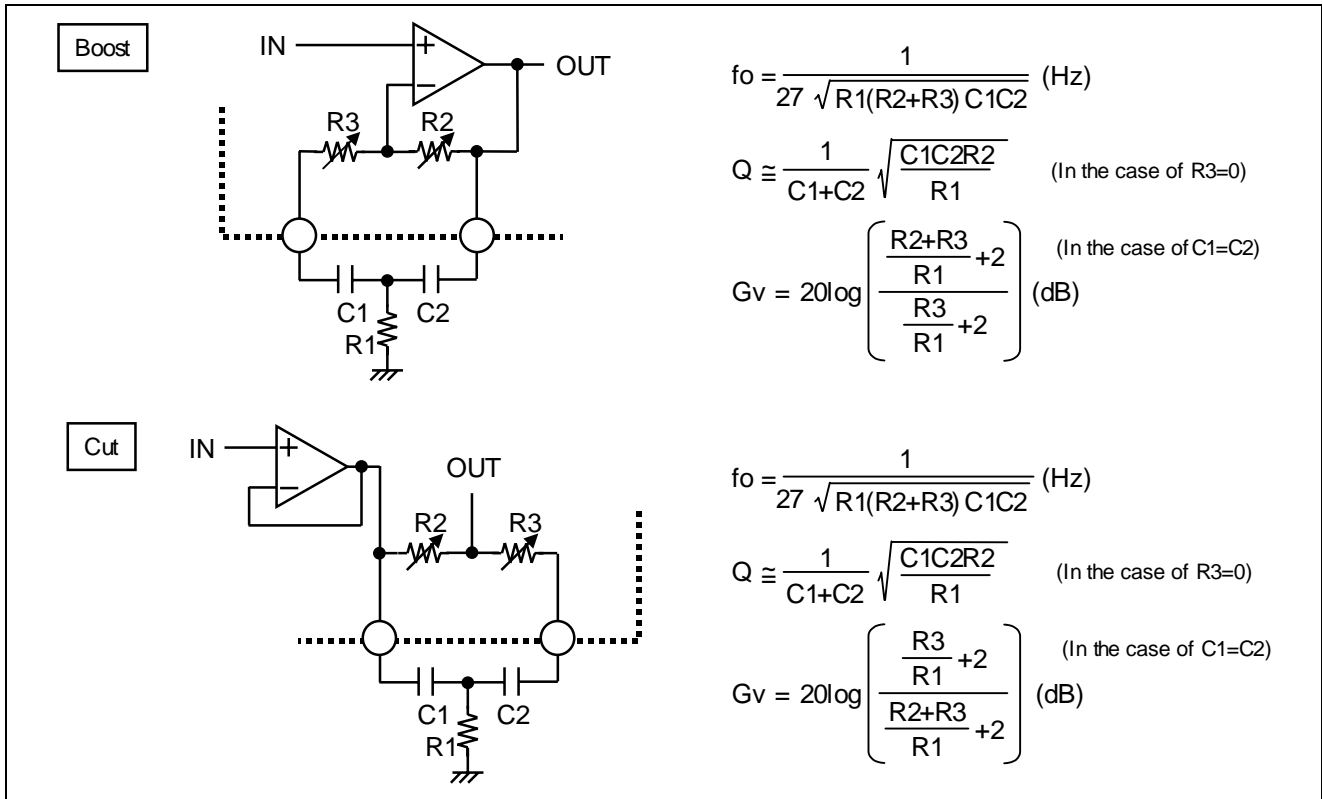 Boost
IN
+
−
OUT
R3
R2
C1
C2
R1
fo = 1 / 27 √R1(R2+R3) C1C2 (Hz)
Q ≅ 1 / C1+C2 √C1C2R2 / R1 (In the case of R3=0)
(In the case of C1=C2)
Gv = 20log ( R2+R3 / R1 +2 / R3 / R1 +2 ) (dB)
Cut
IN
+
−
OUT
R2
R3
C1
C2
R1
fo = 1 / 27 √R1(R2+R3) C1C2 (Hz)
Q ≅ 1 / C1+C2 √C1C2R2 / R1 (In the case of R3=0)
(In the case of C1=C2)
Gv = 20log ( R3 / R1 +2 / R2+R3 / R1 +2 ) (dB)